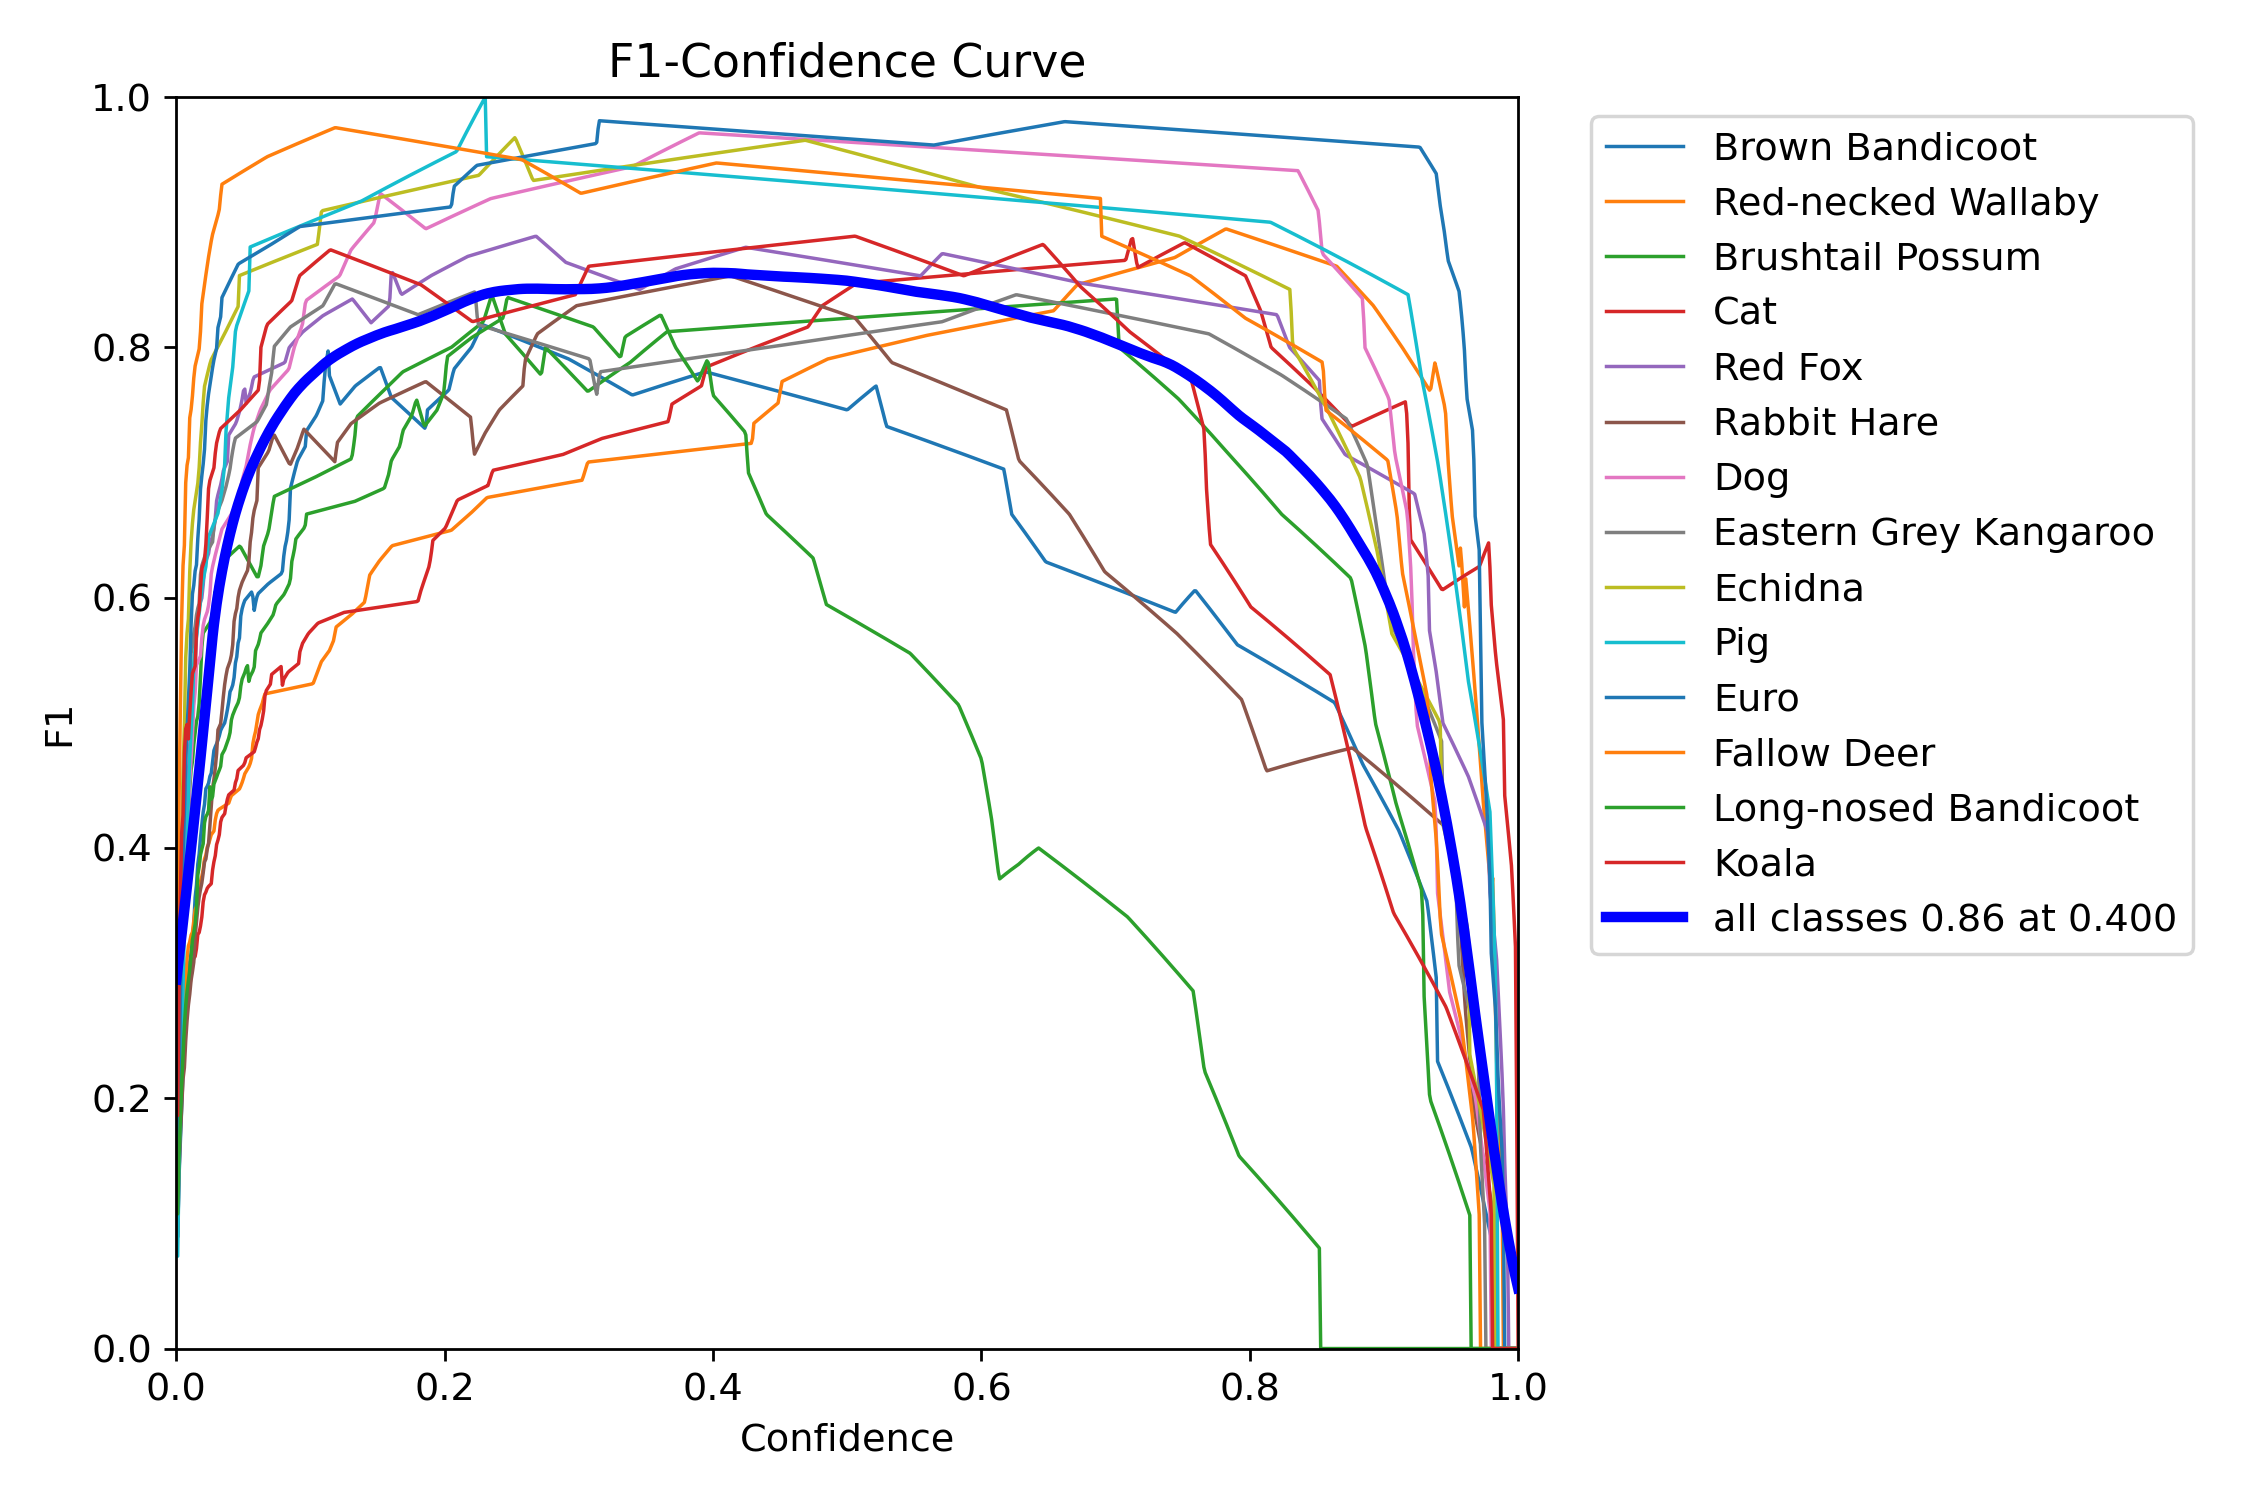 F1-Confidence Curve
1.0
0.8
0.6
0.4
0.2
0.0
F1
0.0 0.2 0.4 0.6 0.8 1.0
Confidence
Brown Bandicoot
Red-necked Wallaby
Brushtail Possum
Cat
Red Fox
Rabbit Hare
Dog
Eastern Grey Kangaroo
Echidna
Pig
Euro
Fallow Deer
Long-nosed Bandicoot
Koala
all classes 0.86 at 0.400